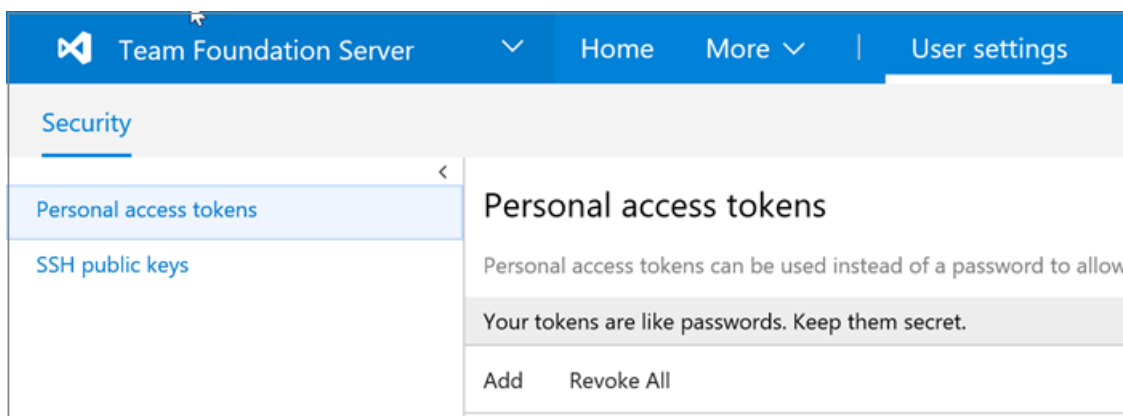 Team Foundation Server Home More | User settings
Security
<
Personal access tokens
SSH public keys
Personal access tokens
Personal access tokens can be used instead of a password to allow
Your tokens are like passwords. Keep them secret.
Add Revoke All